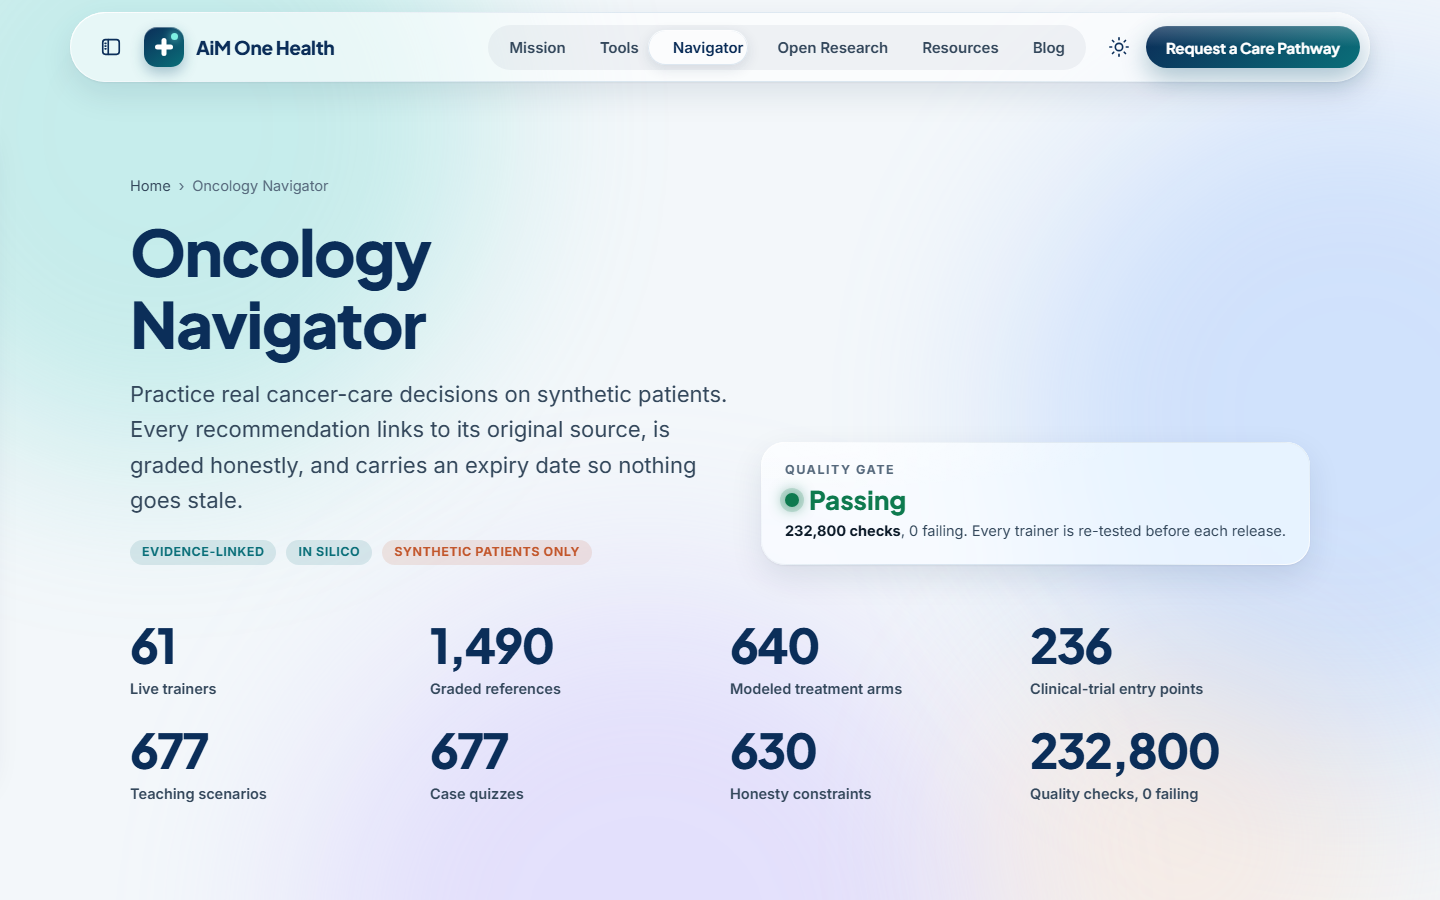 AiM One Health
Mission
Tools
Navigator
Open Research
Resources
Blog
Request a Care Pathway
Home › Oncology Navigator
Oncology
Navigator
Practice real cancer-care decisions on synthetic patients.
Every recommendation links to its original source, is
graded honestly, and carries an expiry date so nothing
goes stale.
EVIDENCE-LINKED
IN SILICO
SYNTHETIC PATIENTS ONLY
QUALITY GATE
Passing
232,800 checks, 0 failing. Every trainer is re-tested before each release.
61
Live trainers
1,490
Graded references
640
Modeled treatment arms
236
Clinical-trial entry points
677
Teaching scenarios
677
Case quizzes
630
Honesty constraints
232,800
Quality checks, 0 failing